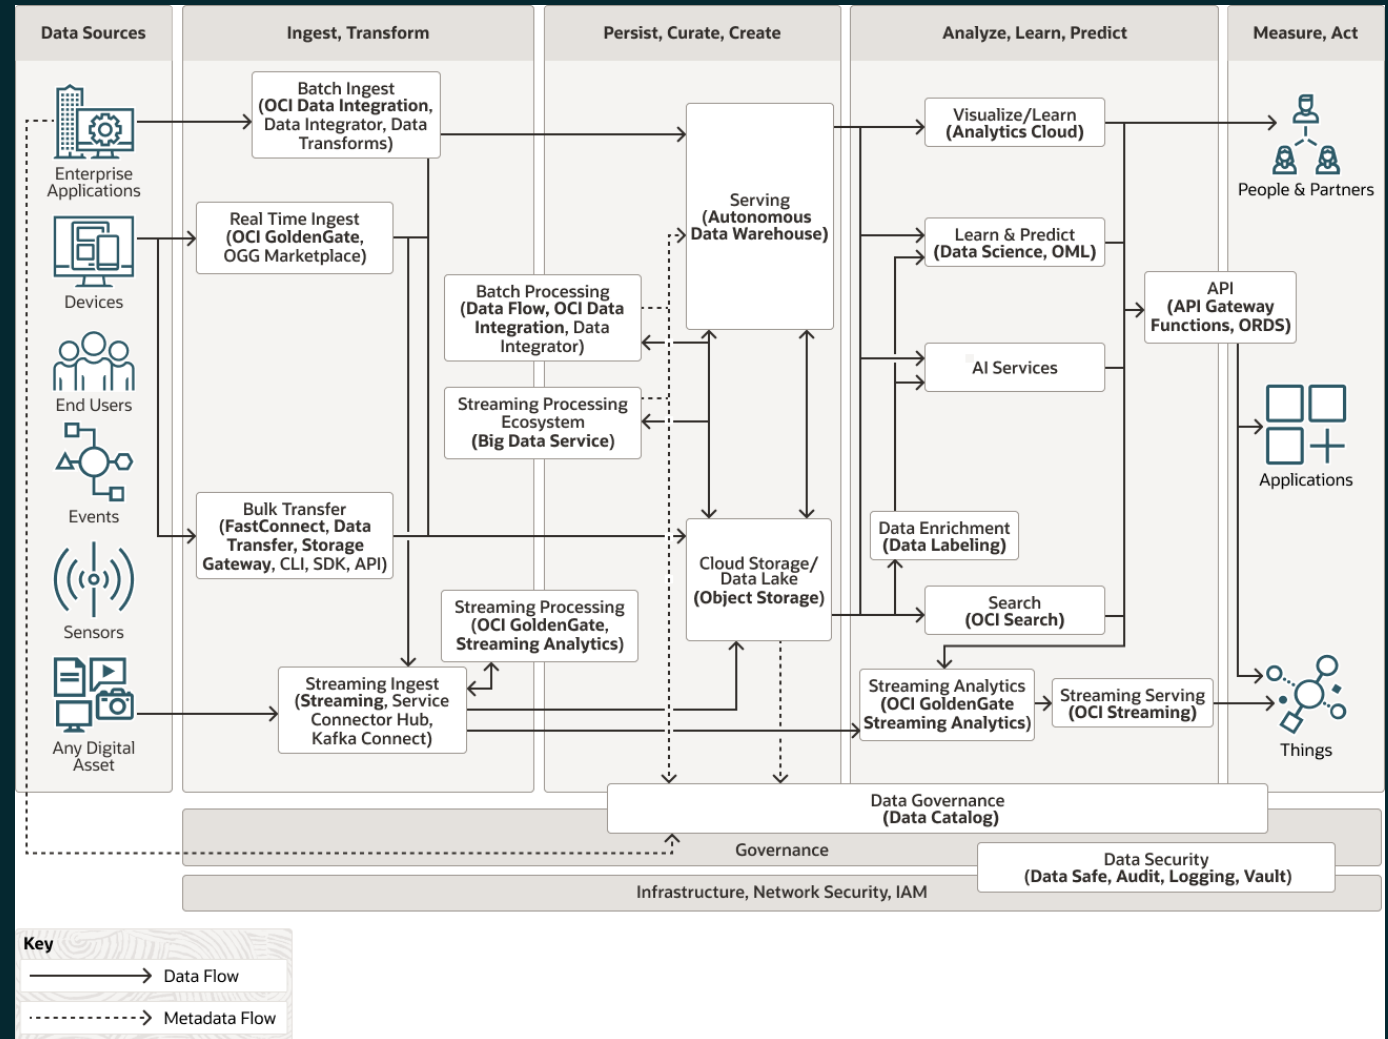 Data Sources
Ingest, Transform
Persist, Curate, Create
Analyze, Learn, Predict
Measure, Act
Enterprise
Applications
Devices
End Users
Events
Sensors
Any Digital
Asset
Batch Ingest
(OCI Data Integration,
Data Integrator, Data
Transforms)
Real Time Ingest
(OCI GoldenGate,
OGG Marketplace)
Bulk Transfer
(FastConnect, Data
Transfer, Storage
Gateway, CLI, SDK, API)
Streaming Ingest
(Streaming, Service
Connector Hub,
Kafka Connect)
Batch Processing
(Data Flow, OCI Data
Integration, Data
Integrator)
Streaming Processing
Ecosystem
(Big Data Service)
Streaming Processing
(OCI GoldenGate,
Streaming Analytics)
Serving
(Autonomous
Data Warehouse)
Cloud Storage/
Data Lake
(Object Storage)
Visualize/Learn
(Analytics Cloud)
Learn & Predict
(Data Science, OML)
AI Services
Data Enrichment
(Data Labeling)
Search
(OCI Search)
Streaming Analytics
(OCI GoldenGate
Streaming Analytics)
Streaming Serving
(OCI Streaming)
API
(API Gateway
Functions, ORDS)
People & Partners
Applications
Things
Data Governance
(Data Catalog)
Governance
Data Security
(Data Safe, Audit, Logging, Vault)
Infrastructure, Network Security, IAM
Key
Data Flow
Metadata Flow